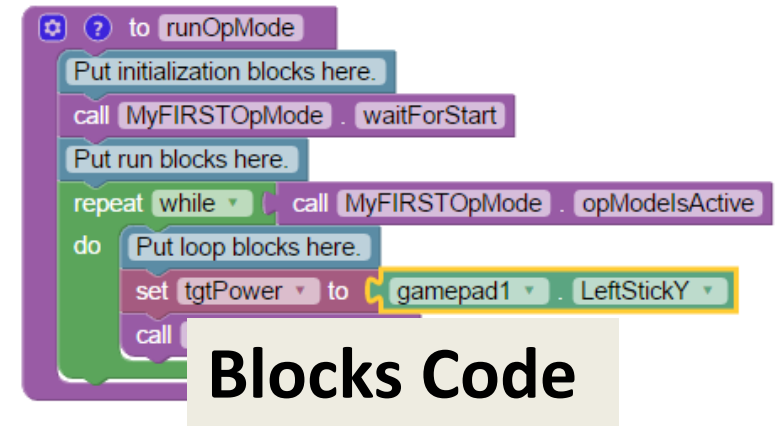 to runOpMode
Put initialization blocks here.
call MyFIRSTOpMode . waitForStart
Put run blocks here.
repeat while call MyFIRSTOpMode . opModeIsActive
do Put loop blocks here.
set tgtPower to gamepad1 . LeftStickY
call
Blocks Code